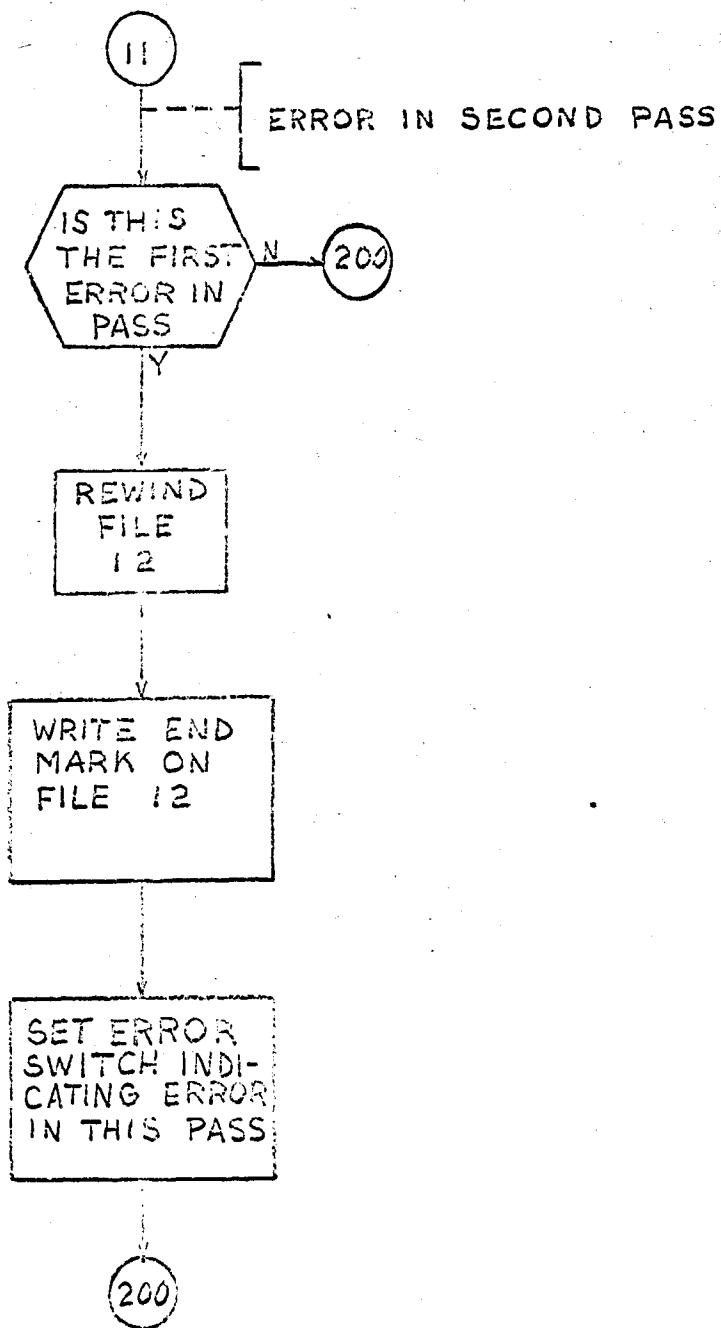 11
ERROR IN SECOND PASS
IS THIS
THE FIRST
ERROR IN
PASS
N
200
Y
REWIND
FILE
12
WRITE END
MARK ON
FILE 12
SET ERROR
SWITCH INDI-
CATING ERROR
IN THIS PASS
200